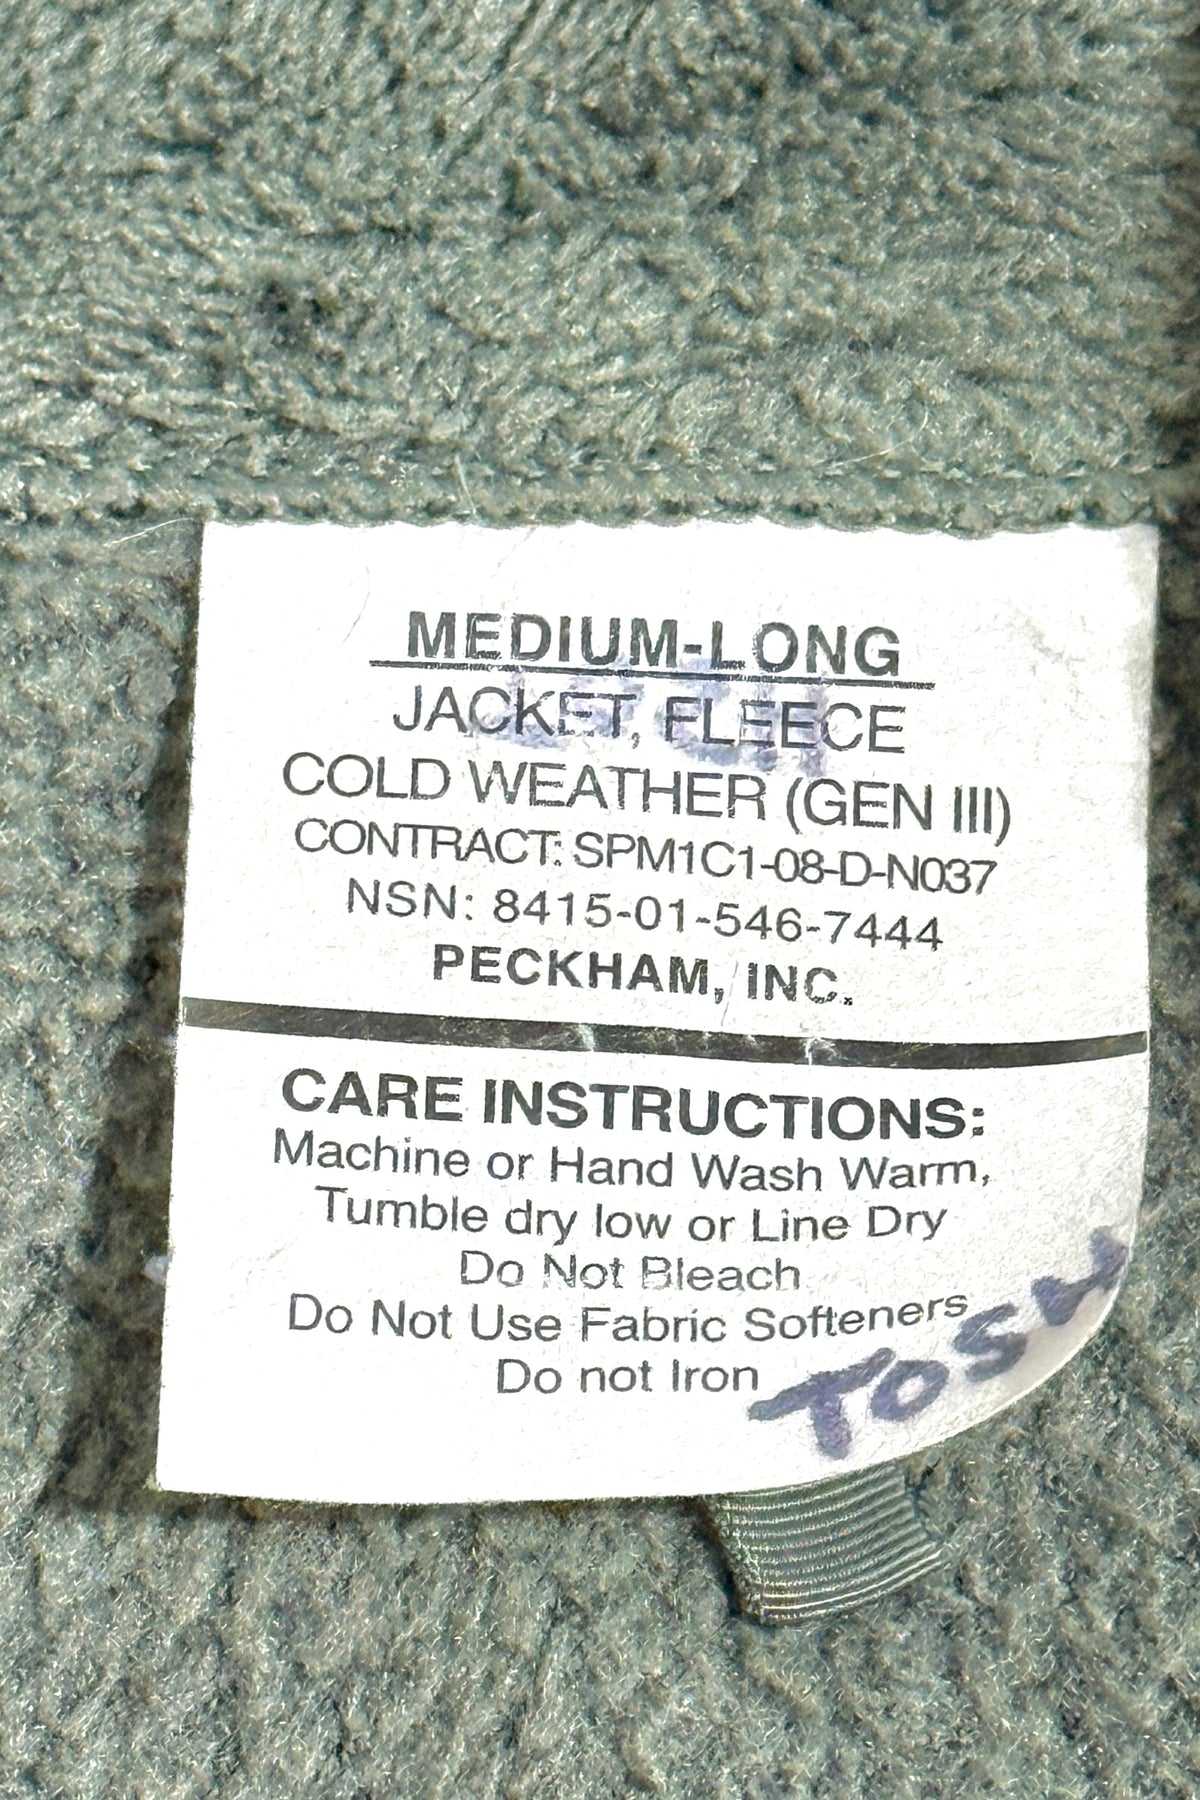 MEDIUM-LONG
JACKET, FLEECE
COLD WEATHER (GEN III)
CONTRACT: SPM1C1-08-D-N037
NSN: 8415-01-546-7444
PECKHAM, INC.
CARE INSTRUCTIONS:
Machine or Hand Wash Warm,
Tumble dry low or Line Dry
Do Not Bleach
Do Not Use Fabric Softeners
Do not Iron